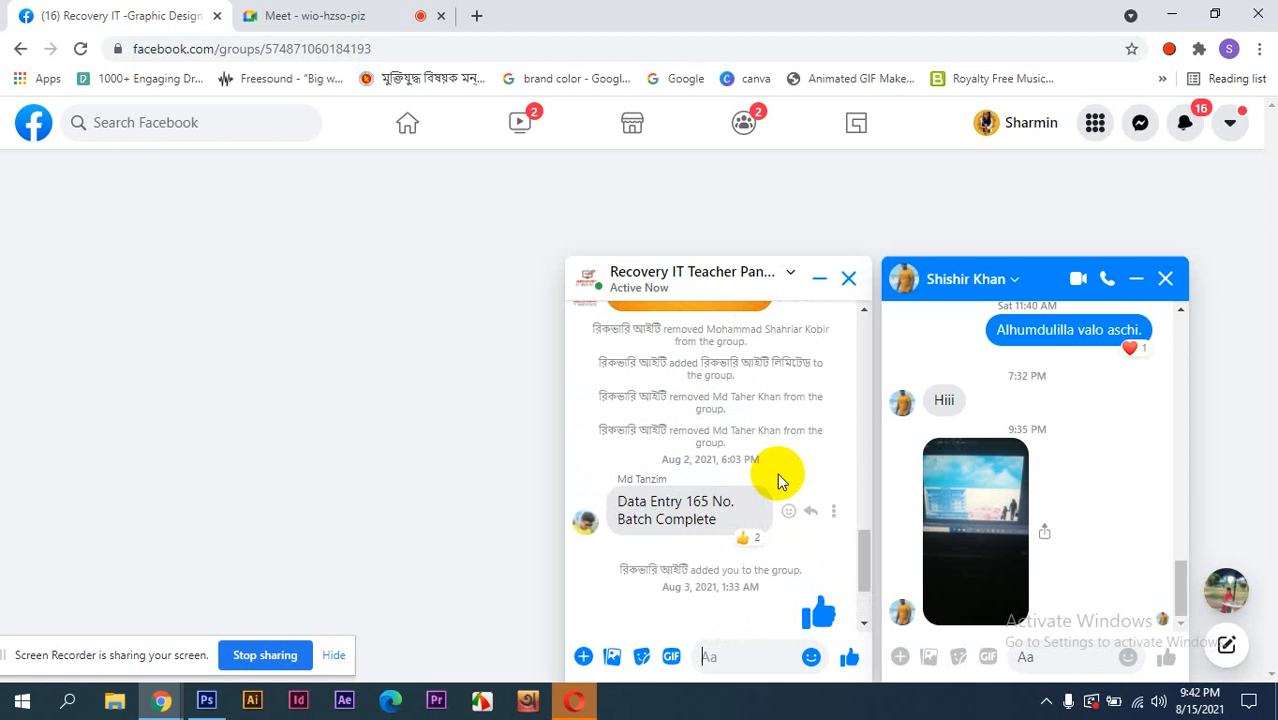 (16) Recovery IT -Graphic Design
Meet - wio-hzso-piz
facebook.com/groups/574871060184193
S
Apps
1000+ Engaging Dr...
Freesound - "Big w...
মুক্তিযুদ্ধ বিষয়ক মন্...
brand color - Googl...
Google
canva
Animated GIF Make...
Royalty Free Music...
»
Reading list
Search Facebook
2
2
Sharmin
16
Recovery IT Teacher Pan...
Active Now
রিকভারি আইটি removed Mohammad Shahriar Kobir
from the group.
রিকভারি আইটি added রিকভারি আইটি লিমিটেড to
the group.
রিকভারি আইটি removed Md Taher Khan from the
group.
রিকভারি আইটি removed Md Taher Khan from the
group.
Aug 2, 2021, 6:03 PM
Md Tanzim
Data Entry 165 No.
Batch Complete
2
রিকভারি আইটি added you to the group.
Aug 3, 2021, 1:33 AM
GIF
Aa
Shishir Khan
Sat 11:40 AM
Alhumdulilla valo aschi.
1
7:32 PM
Hiii
9:35 PM
GIF
Aa
Activate Windows
Go to Settings to activate Windows
Screen Recorder is sharing your screen.
Stop sharing
Hide
Ps
Ai
Id
Ae
Pr
অ
9:42 PM
8/15/2021